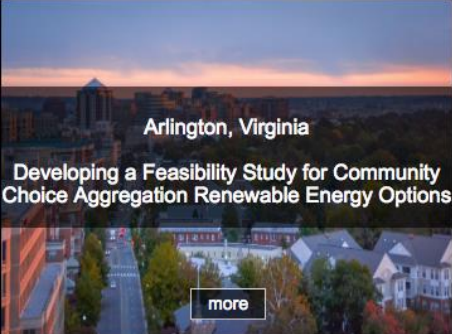 Arlington, Virginia
Developing a Feasibility Study for Community
Choice Aggregation Renewable Energy Options
more